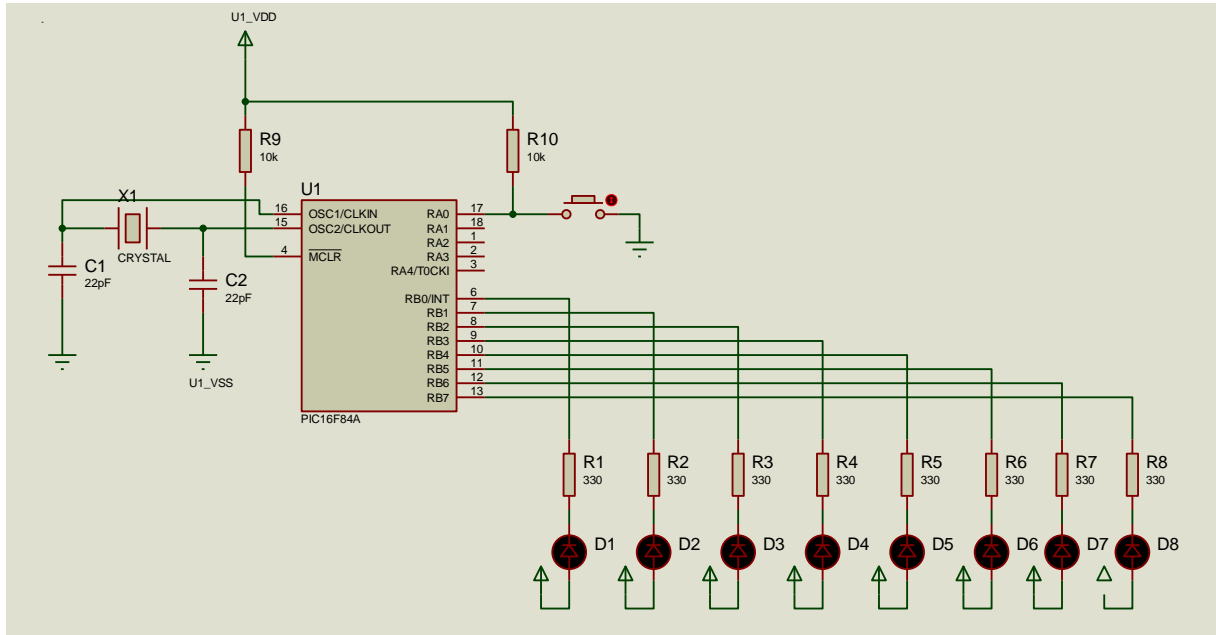 U1_VDD
R9
10k
R10
10k
X1
CRYSTAL
C1
22pF
C2
22pF
U1_VSS
U1
16 OSC1/CLKIN
15 OSC2/CLKOUT
4 MCLR
RA0 17
RA1 18
RA2 1
RA3 2
RA4/T0CKI 3
RB0/INT 6
RB1 7
RB2 8
RB3 9
RB4 10
RB5 11
RB6 12
RB7 13
PIC16F84A
R1 R2 R3 R4 R5 R6 R7 R8
330 330 330 330 330 330 330 330
D1 D2 D3 D4 D5 D6 D7 D8